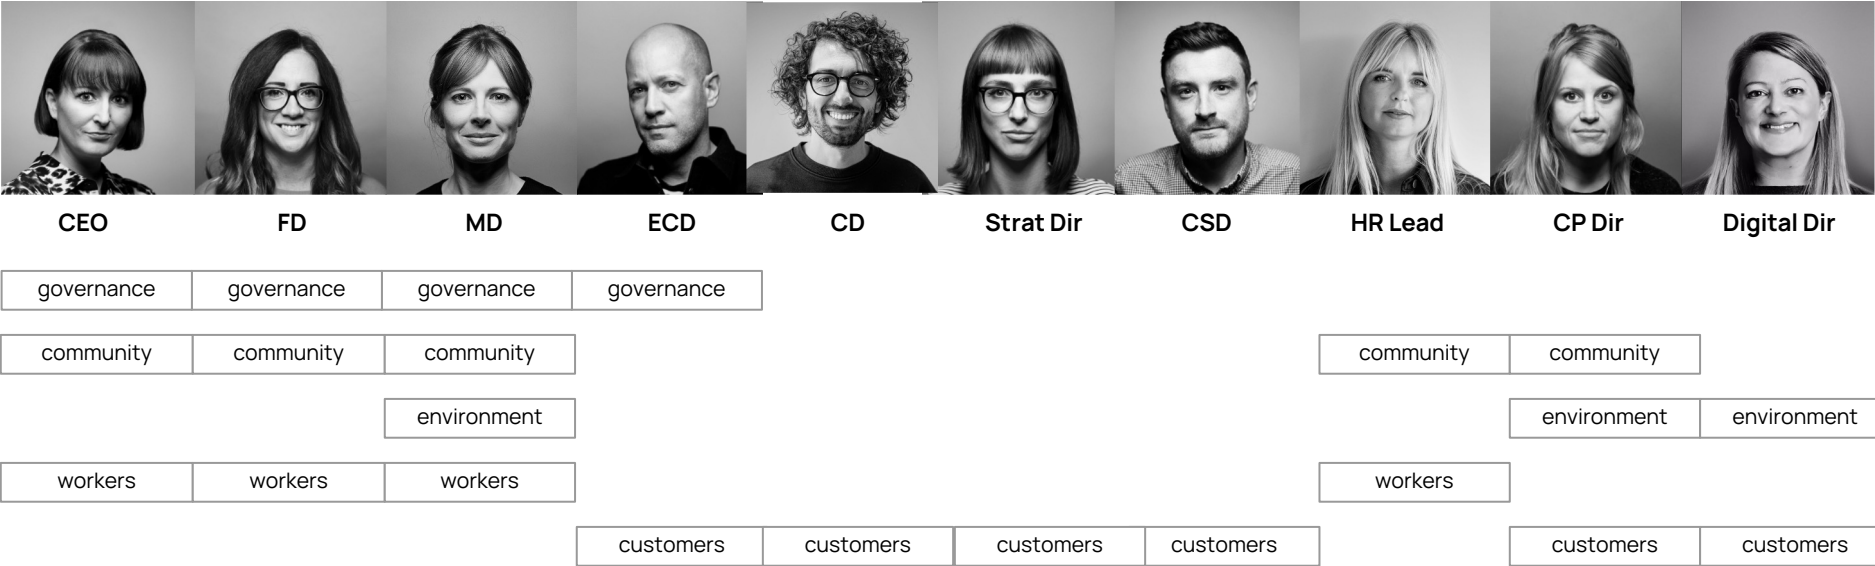 CEO FD MD ECD CD Strat Dir CSD HR Lead CP Dir Digital Dir
governance governance governance governance
community community community community community
environment environment environment
workers workers workers workers
customers customers customers customers customers customers